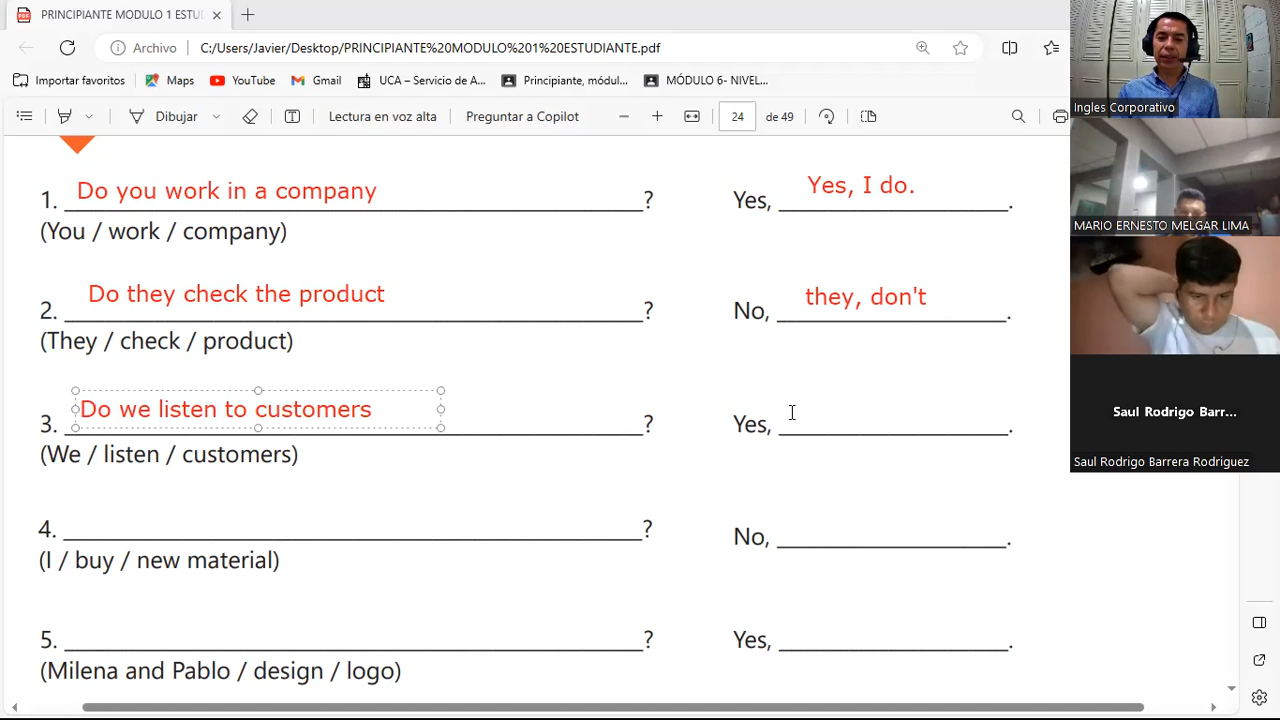 PRINCIPIANTE MODULO 1 ESTU
Archivo C:/Users/Javier/Desktop/PRINCIPIANTE%20MODULO%201%20ESTUDIANTE.pdf
Importar favoritos Maps YouTube Gmail UCA – Servicio de A... Principiante, módul... MÓDULO 6- NIVEL...
Dibujar Lectura en voz alta Preguntar a Copilot 24 de 49
Ingles Corporativo
MARIO ERNESTO MELGAR LIMA
Saul Rodrigo Barr...
Saul Rodrigo Barrera Rodriguez
1. Do you work in a company ? Yes, Yes, I do. .
(You / work / company)
2. Do they check the product ? No, they, don't .
(They / check / product)
3. Do we listen to customers ? Yes, .
(We / listen / customers)
4. ? No, .
(I / buy / new material)
5. ? Yes, .
(Milena and Pablo / design / logo)